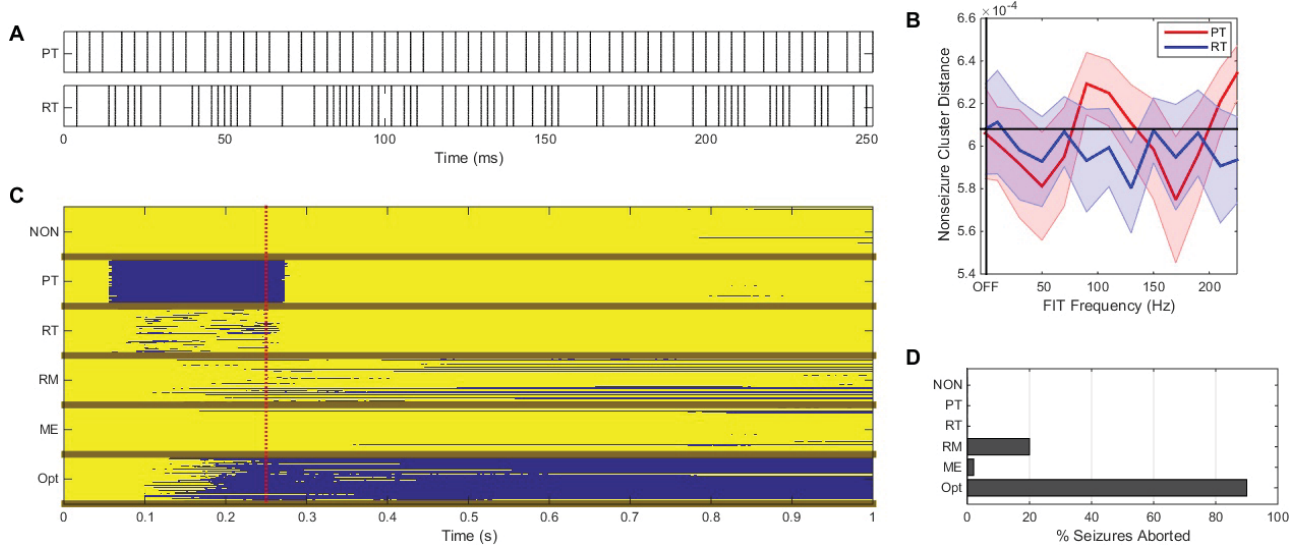 A
PT
RT
0 50 100 150 200 250
Time (ms)
B
6.6 ×10⁻⁴
6.4
6.2
6
5.8
5.6
5.4
Nonseizure Cluster Distance
PT
RT
OFF 50 100 150 200
FIT Frequency (Hz)
C
NON
PT
RT
RM
ME
Opt
0 0.1 0.2 0.3 0.4 0.5 0.6 0.7 0.8 0.9 1
Time (s)
D
NON
PT
RT
RM
ME
Opt
0 20 40 60 80 100
% Seizures Aborted